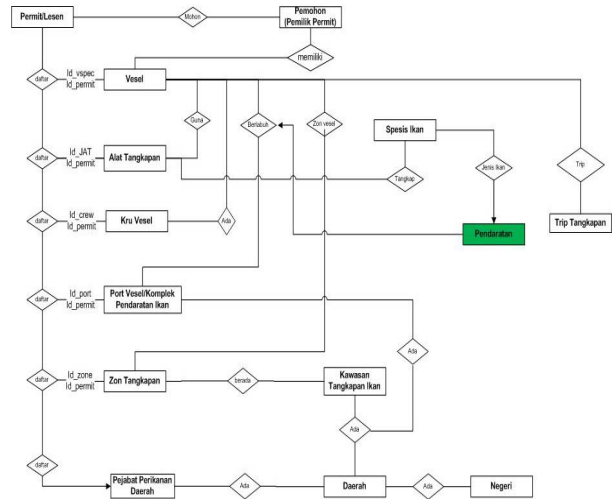 Permit/Lesen
Mohon
Pemohon
(Pemilik Permit)
memiliki
daftar
Id_vspec
Id_permit
Vesel
Guna
Berlabuh
Zon vesel
Spesis Ikan
daftar
Id_JAT
Id_permit
Alat Tangkapan
Tangkap
Jenis Ikan
Trip
daftar
Id_crew
Id_permit
Kru Vesel
Ada
Pendaratan
Trip Tangkapan
daftar
Id_port
Id_permit
Port Vesel/Komplek
Pendaratan Ikan
Ada
daftar
Id_zone
Id_permit
Zon Tangkapan
berada
Kawasan
Tangkapan Ikan
Ada
daftar
Pejabat Perikanan
Daerah
Ada
Daerah
Ada
Negeri